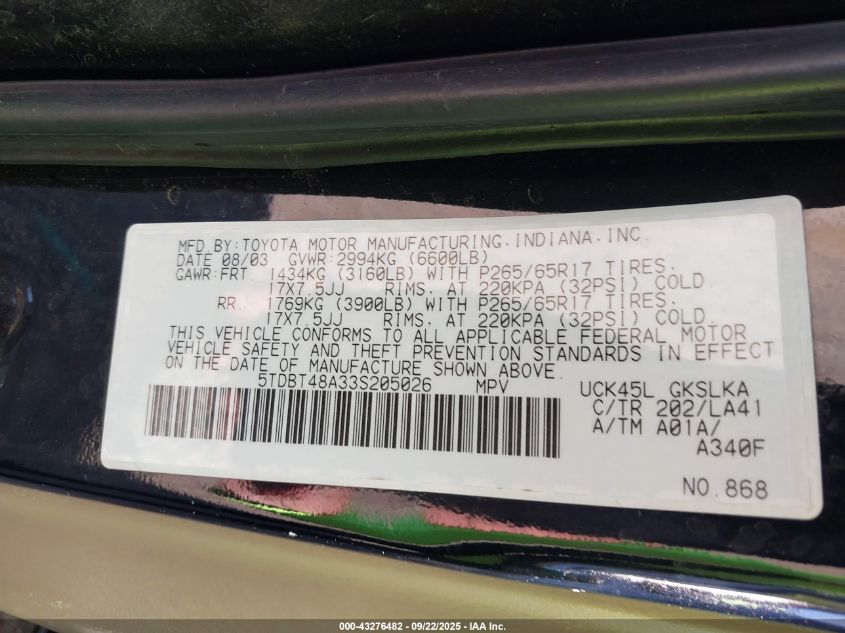 MFD.BY:TOYOTA MOTOR MANUFACTURING.INDIANA.INC.
DATE 08/03 GVWR:2994KG (6600LB)
GAWR:FRT 1434KG (3160LB) WITH P265/65R17 TIRES.
17X7.5JJ RIMS. AT 220KPA (32PSI) COLD
RR. 1769KG (3900LB) WITH P265/65R17 TIRES.
17X7.5JJ RIMS. AT 220KPA (32PSI) COLD
THIS VEHICLE CONFORMS TO ALL APPLICABLE FEDERAL MOTOR
VEHICLE SAFETY AND THEFT PREVENTION STANDARDS IN EFFECT
ON THE DATE OF MANUFACTURE SHOWN ABOVE.
5TDBT48A33S205026 MPV UCK45L GKSLKA
C/TR 202/LA41
A/TM A01A/
A340F
NO.868
000-43276482 - 09/22/2025 - IAA Inc.